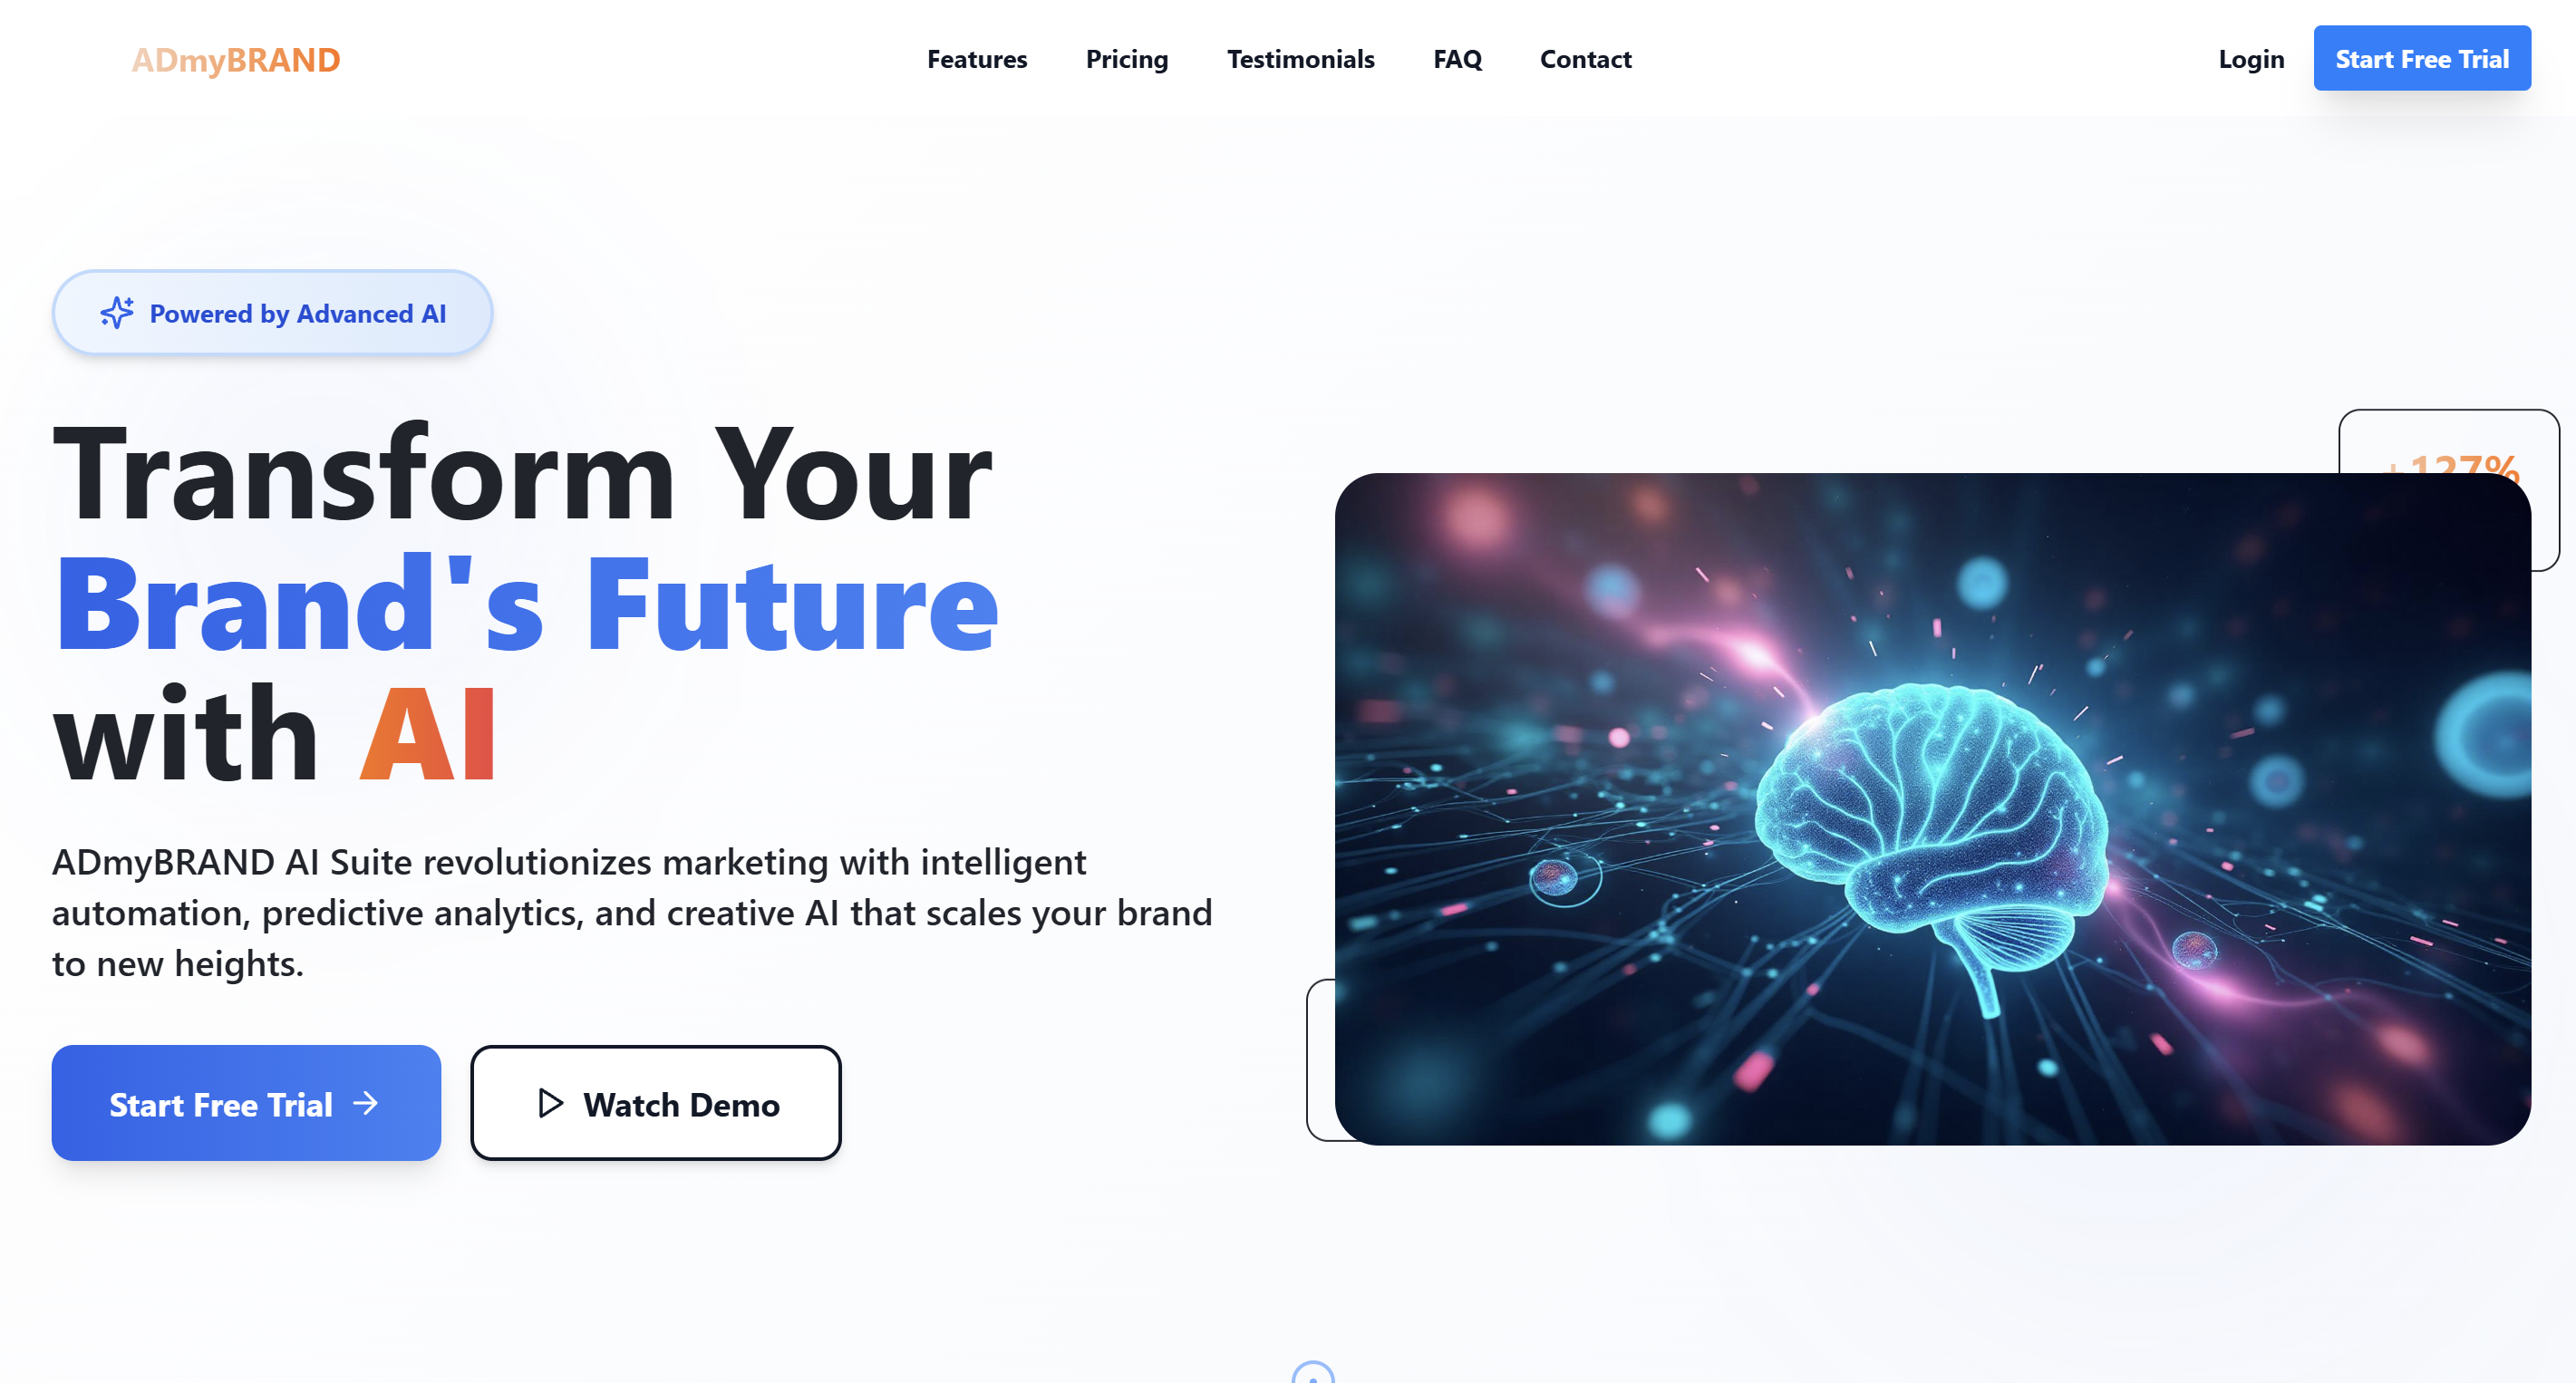 ADmyBRAND
Features
Pricing
Testimonials
FAQ
Contact
Login
Start Free Trial
Powered by Advanced AI
Transform Your
Brand's Future
with AI
ADmyBRAND AI Suite revolutionizes marketing with intelligent
automation, predictive analytics, and creative AI that scales your brand
to new heights.
Start Free Trial
Watch Demo
+127%